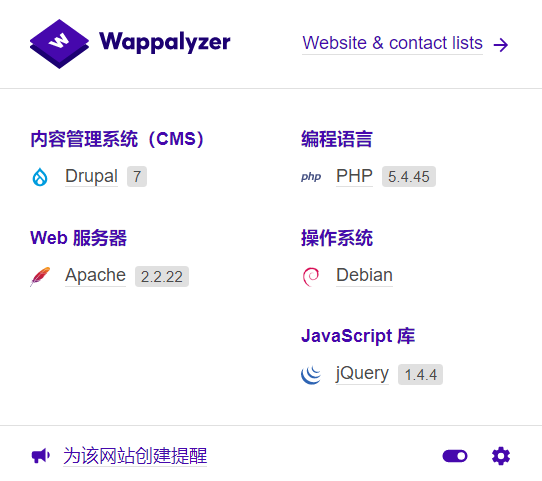 Wappalyzer
Website & contact lists
内容管理系统（CMS）
Drupal 7
编程语言
php PHP 5.4.45
Web 服务器
Apache 2.2.22
操作系统
Debian
JavaScript 库
jQuery 1.4.4
为该网站创建提醒